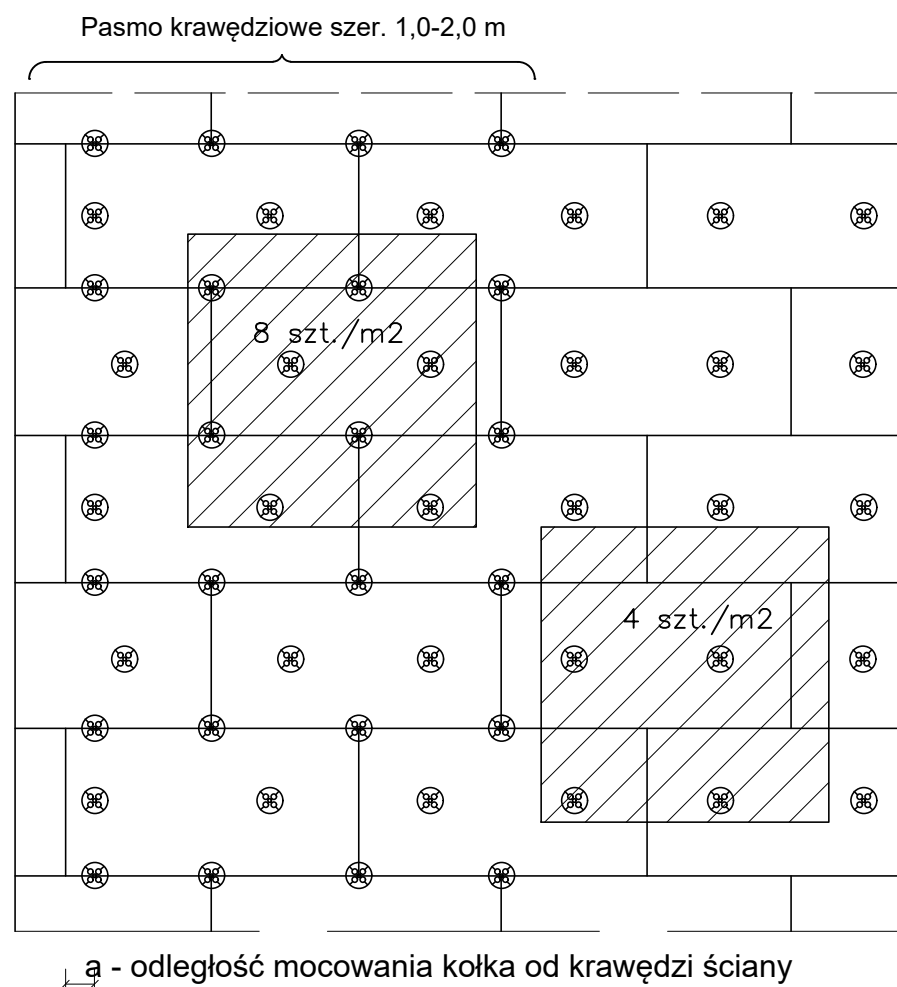 Pasmo krawędziowe szer. 1,0-2,0 m
8 szt./m2
4 szt./m2
a - odległość mocowania kołka od krawędzi ściany